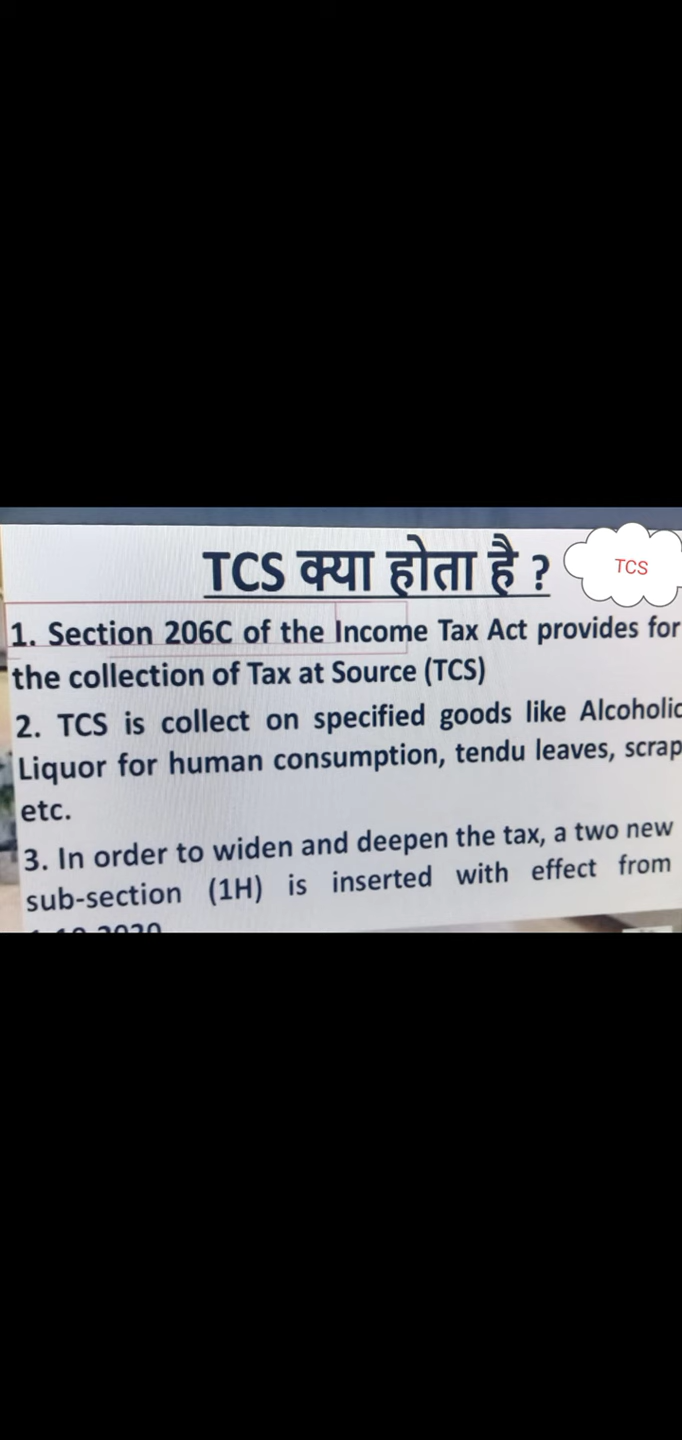 TCS क्या होता है ?
TCS
1. Section 206C of the Income Tax Act provides for
the collection of Tax at Source (TCS)
2. TCS is collect on specified goods like Alcoholic
Liquor for human consumption, tendu leaves, scrap
etc.
3. In order to widen and deepen the tax, a two new
sub-section (1H) is inserted with effect from